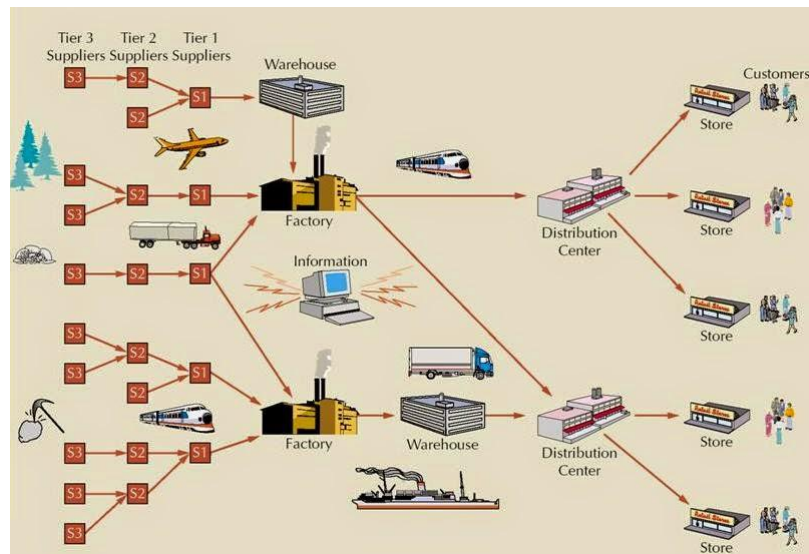 Tier 3
Suppliers
Tier 2
Suppliers
Tier 1
Suppliers
Warehouse
Customers
S3
S2
S1
S2
Store
S3
S2
S1
S3
Factory
Distribution
Center
Store
S3
S2
S1
Information
Store
S3
S2
S1
S3
S2
Factory
Warehouse
Distribution
Center
Store
S3
S2
S1
S3
S2
S3
Store